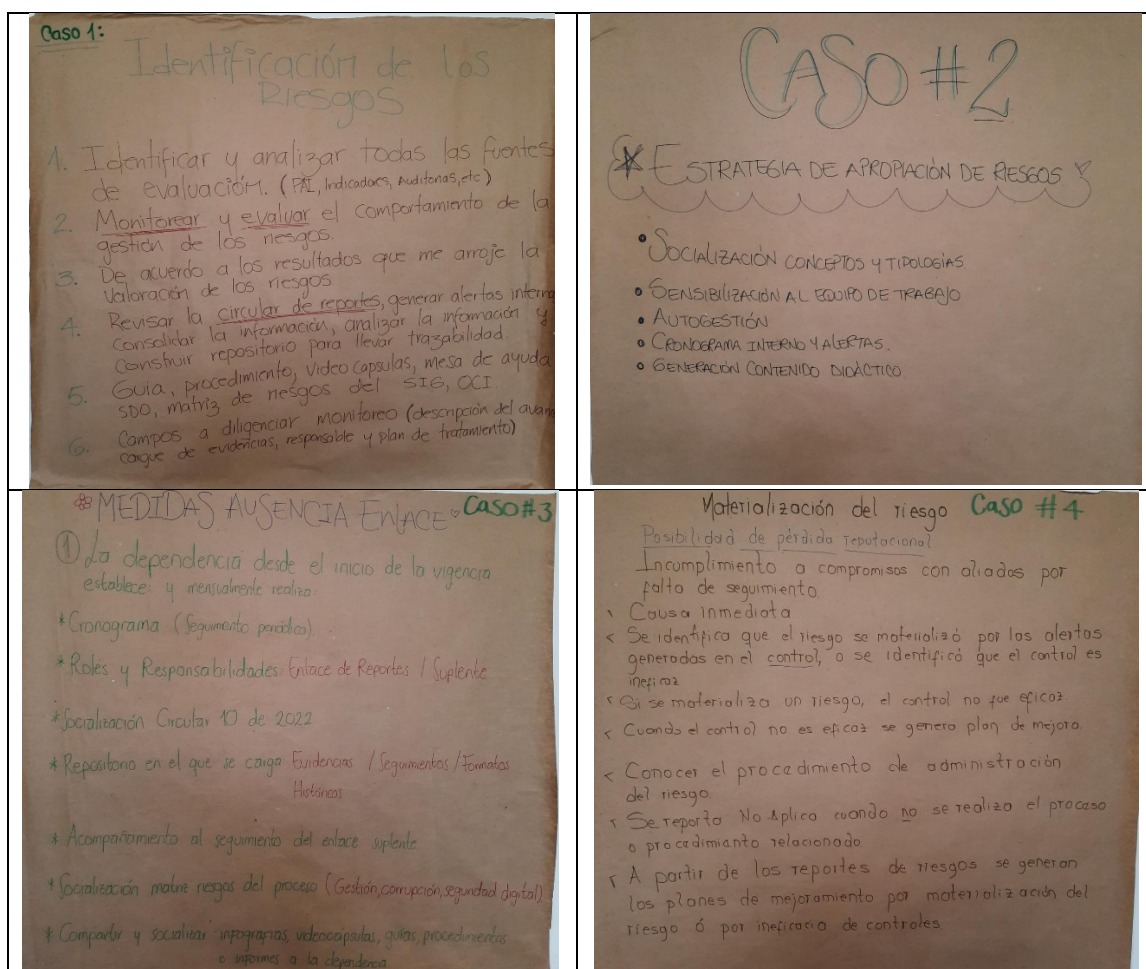 Caso 1:
Identificación de los
Riesgos
1. Identificar y analizar todas las fuentes
de evaluación. (PAI, Indicadores, Auditorias, etc)
2. Monitorear y evaluar el comportamiento de la
gestión de los riesgos.
3. De acuerdo a los resultados que me arroje la
valoración de los riesgos
4. Revisar la circular de reportes, generar alertas interna
consolidar la información, analizar la información y
construir repositorio para llevar trazabilidad.
5. Guia, procedimiento, video capsulas, mesa de ayuda
SDO, matriz de riesgos del SIG, OCI.
6. Campos a diligenciar monitoreo (descripción del avan
cargue de evidencias, responsable y plan de tratamiento)
CASO #2
ESTRATEGIA DE APROPIACIÓN DE RIESGOS
• SOCIALIZACIÓN CONCEPTOS Y TIPOLOGÍAS
• SENSIBILIZACIÓN AL EQUIPO DE TRABAJO
• AUTOGESTIÓN
• CRONOGRAMA INTERNO Y ALERTAS.
• GENERACIÓN CONTENIDO DIDÁCTICO
MEDIDAS AUSENCIA ENLACE Caso #3
① La dependencia desde el inicio de la vigencia
establece: y mensualmente realiza:
* Cronograma (Seguimiento periódico)
* Roles y Responsabilidades: Enlace de Reportes / Suplente
* Socialización Circular 10 de 2022
* Repositorio en el que se carga Evidencias / Seguimientos / Formatos
Históricos
* Acompañamiento al seguimiento del enlace suplente
* Socialización matriz riesgos del proceso (Gestión, corrupción, seguridad digital)
* Compartir y socializar infografías, videocápsulas, guías, procedimientos
o informes a la dependencia
Materialización del riesgo Caso #4
Posibilidad de pérdida reputacional
Incumplimiento a compromisos con aliados por
falta de seguimiento.
Causa inmediata
Se identifica que el riesgo se materializó por las alertas
generadas en el control, o se identificó que el control es
ineficaz
Si se materializa un riesgo, el control no fue eficaz.
Cuando el control no es eficaz se genera plan de mejora.
Conocer el procedimiento de administración
del riesgo.
Se reporta No Aplica cuando no se realiza el proceso
o procedimiento relacionado
A partir de los reportes de riesgos se generan
los planes de mejoramiento por materialización del
riesgo ó por ineficacia de controles.